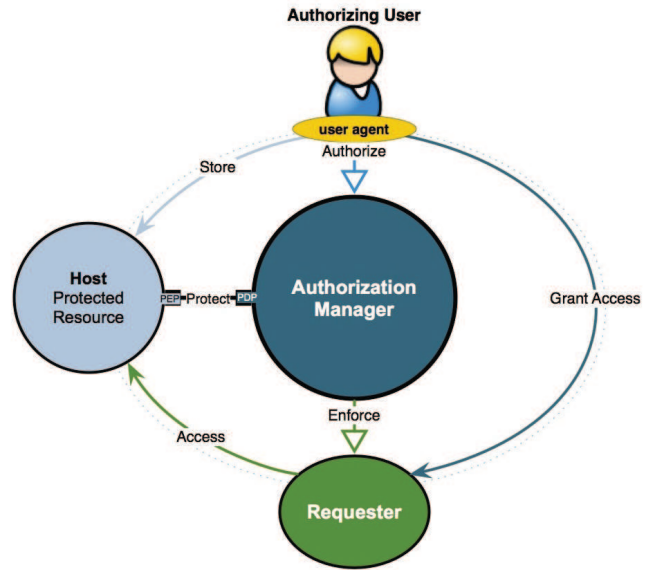 Authorizing User
user agent
Authorize
Store
Host
Protected
Resource
PEP Protect PDP
Authorization
Manager
Grant Access
Enforce
Access
Requester